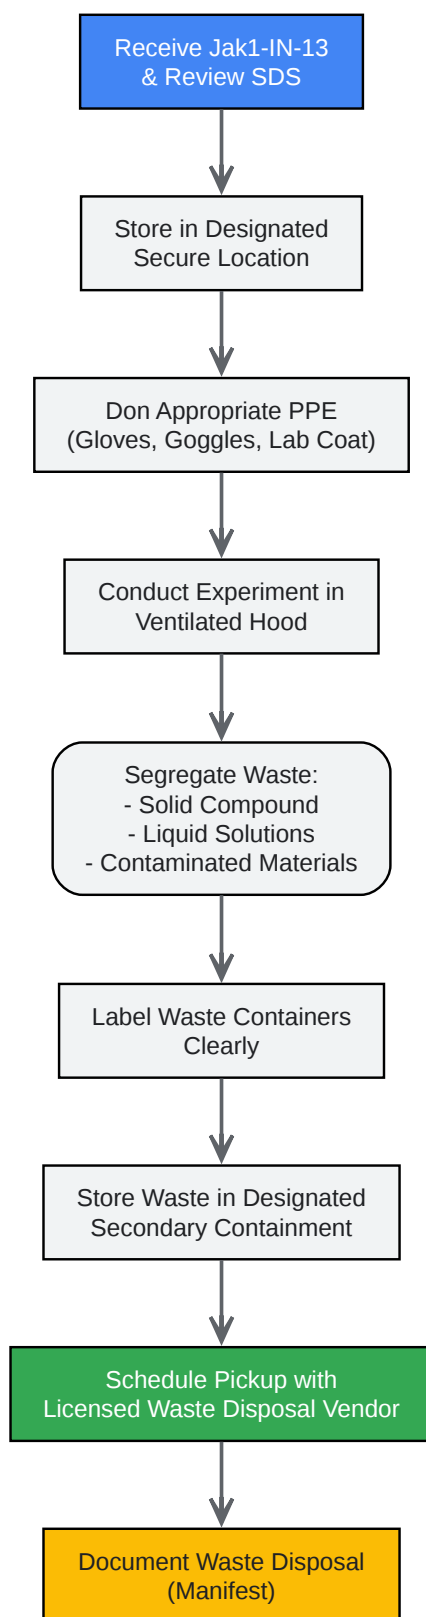 Receive Jak1-IN-13
& Review SDS
Store in Designated
Secure Location
Don Appropriate PPE
(Gloves, Goggles, Lab Coat)
Conduct Experiment in
Ventilated Hood
Segregate Waste:
- Solid Compound
- Liquid Solutions
- Contaminated Materials
Label Waste Containers
Clearly
Store Waste in Designated
Secondary Containment
Schedule Pickup with
Licensed Waste Disposal Vendor
Document Waste Disposal
(Manifest)